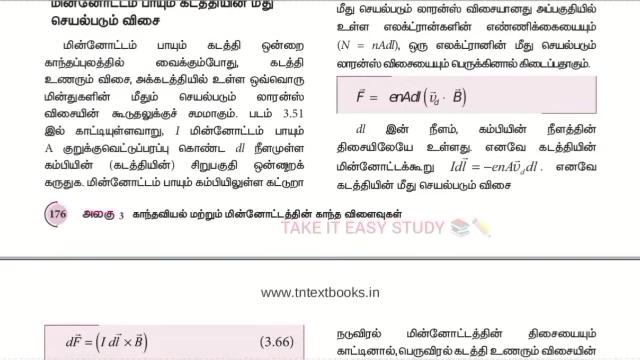 மின்னோட்டம் பாயும் கடத்தியின் மீது
செயல்படும் விசை
மின்னோட்டம் பாயும் கடத்தி ஒன்றை
காந்தப்புலத்தில் வைக்கும்போது, கடத்தி
உணரும் விசை, அக்கடத்தியில் உள்ள ஒவ்வொரு
மின்துகளின் மீதும் செயல்படும் லாரன்ஸ்
விசையின் கூடுதலுக்குச் சமமாகும். படம் 3.51
இல் காட்டியுள்ளவாறு, I மின்னோட்டம் பாயும்
A குறுக்குவெட்டுப்பரப்பு கொண்ட dl நீளமுள்ள
கம்பியின் (கடத்தியின்) சிறுபகுதி ஒன்றைக்
கருதுக. மின்னோட்டம் பாயும் கம்பியிலுள்ள கட்டுறா
மீது செயல்படும் லாரன்ஸ் விசையானது அப்பகுதியில்
உள்ள எலக்ட்ரான்களின் எண்ணிக்கையையும்
(N = nAdl), ஒரு எலக்ட்ரானின் மீது செயல்படும்
லாரன்ஸ்விசையையும் பெருக்கினால் கிடைப்பதாகும்.
F⃗ = enAdl(v⃗d · B⃗)
dl இன் நீளம், கம்பியின் நீளத்தின்
திசையிலேயே உள்ளது. எனவே கடத்தியின்
மின்னோட்டக்கூறு Idl⃗ = −enAv⃗d dl . எனவே
கடத்தியின் மீது செயல்படும் விசை
176 அலகு 3 காந்தவியல் மற்றும் மின்னோட்டத்தின் காந்த விளைவுகள்
TAKE IT EASY STUDY 📚✏️
www.tntextbooks.in
dF⃗ = (I dl⃗ × B⃗) (3.66)
நடுவிரல் மின்னோட்டத்தின் திசையையும்
காட்டினால், பெருவிரல் கடத்தி உணரும் விசையின்